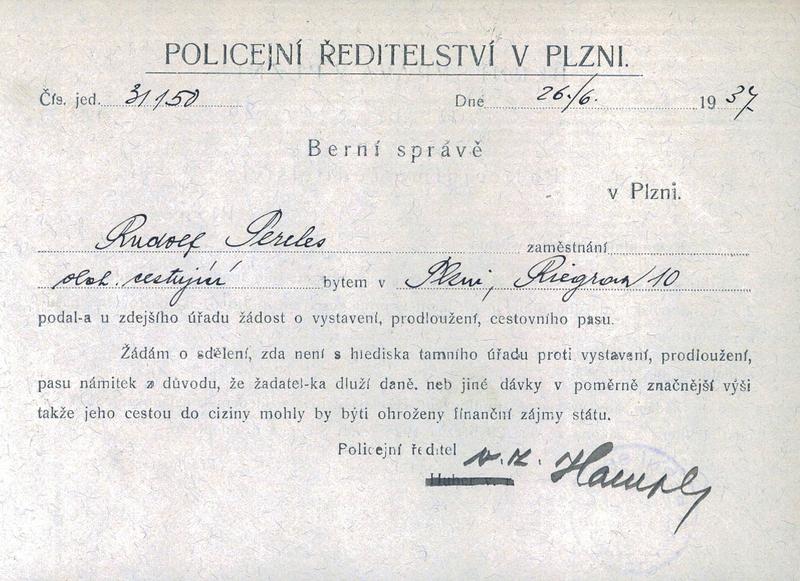 POLICEJNÍ ŘEDITELSTVÍ V PLZNI.
Čís. jed. 31150 Dne 26./6. 1937
Berní správě
v Plzni.
Rudolf Pereles zaměstnání
obch. cestující bytem v Plzni, Riegrova 10
podal-a u zdejšího úřadu žádost o vystavení, prodloužení, cestovního pasu.
Žádám o sdělení, zda není s hlediska tamního úřadu proti vystavení, prodloužení,
pasu námitek z důvodu, že žadatel-ka dluží daně. neb jiné dávky v poměrně značnější výši
takže jeho cestou do ciziny mohly by býti ohroženy finanční zájmy státu.
Policejní ředitel v. z.